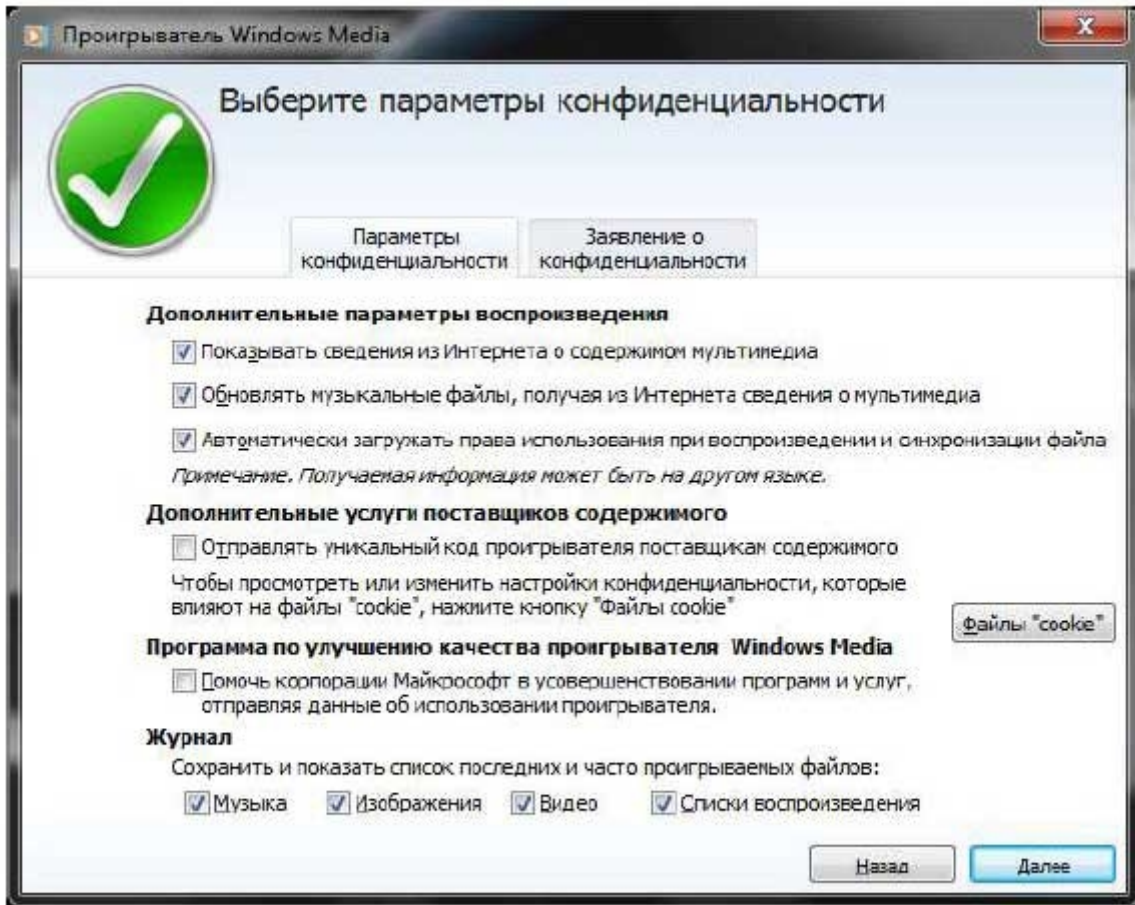 Проигрыватель Windows Media
Выберите параметры конфиденциальности
Параметры
конфиденциальности
Заявление о
конфиденциальности
Дополнительные параметры воспроизведения
Показывать сведения из Интернета о содержимом мультимедиа
Обновлять музыкальные файлы, получая из Интернета сведения о мультимедиа
Автоматически загружать права использования при воспроизведении и синхронизации файла
Примечание. Получаемая информация может быть на другом языке.
Дополнительные услуги поставщиков содержимого
Отправлять уникальный код проигрывателя поставщикам содержимого
Чтобы просмотреть или изменить настройки конфиденциальности, которые
влияют на файлы "cookie", нажмите кнопку "Файлы cookie"
Файлы "cookie"
Программа по улучшению качества проигрывателя Windows Media
Помочь корпорации Майкрософт в усовершенствовании программ и услуг,
отправляя данные об использовании проигрывателя.
Журнал
Сохранить и показать список последних и часто проигрываемых файлов:
Музыка Изображения Видео Списки воспроизведения
Назад Далее